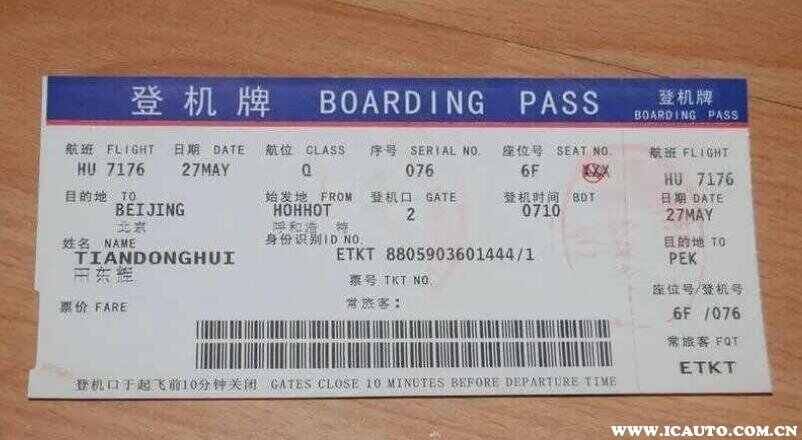 登机牌 BOARDING PASS
登机牌
BOARDING PASS
航班 FLIGHT 日期 DATE 航位 CLASS 序号 SERIAL NO. 座位号 SEAT NO.
HU 7176 27MAY Q 076 6F
目的地 TO 始发地 FROM 登机口 GATE 登机时间 BDT
BEIJING HOHHOT 2 0710
北京 呼和浩特
姓名 NAME 身份识别ID NO.
TIANDONGHUI ETKT 8805903601444/1
东辉 票号 TKT NO.
票价 FARE 常旅客:
登机口于起飞前10分钟关闭 GATES CLOSE 10 MINUTES BEFORE DEPARTURE TIME
航班 FLIGHT
HU 7176
日期 DATE
27MAY
目的地 TO
PEK
座位号/登机号
6F /076
常旅客 FQT
ETKT
WWW.ICAUTO.COM.CN